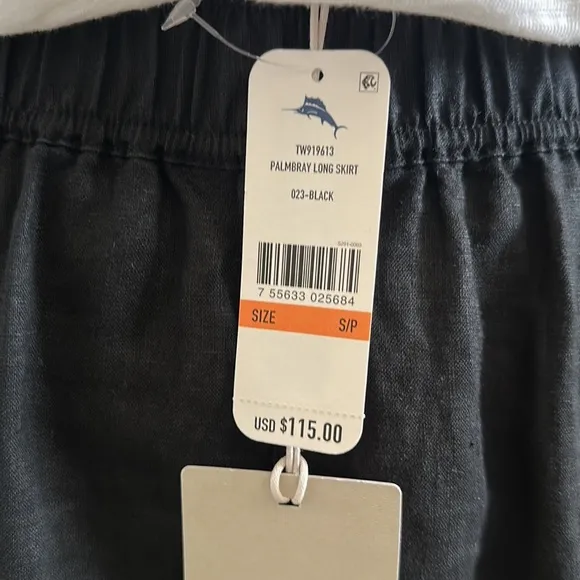 TW919613
PALMBRAY LONG SKIRT
023-BLACK
7 55633 025684
SIZE S/P
USD $115.00